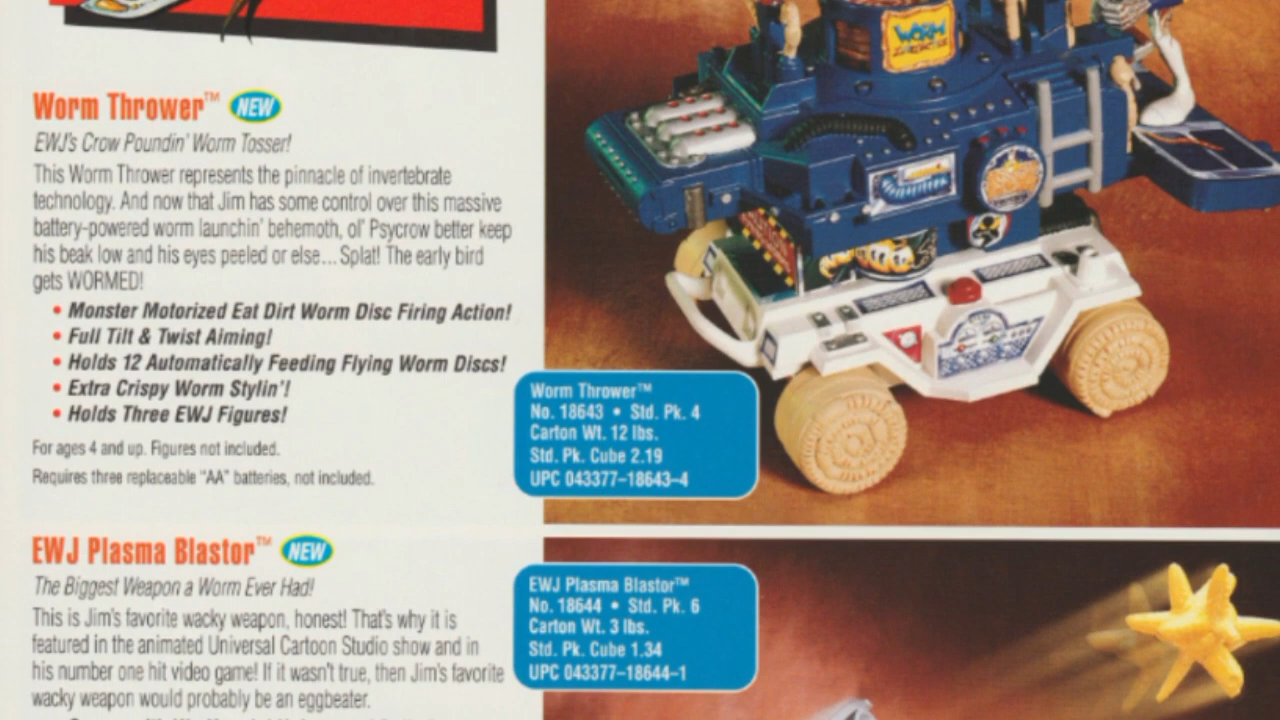 WORM
Worm Thrower™ NEW
EWJ's Crow Poundin' Worm Tosser!
This Worm Thrower represents the pinnacle of invertebrate
technology. And now that Jim has some control over this massive
battery-powered worm launchin' behemoth, ol' Psycrow better keep
his beak low and his eyes peeled or else... Splat! The early bird
gets WORMED!
• Monster Motorized Eat Dirt Worm Disc Firing Action!
• Full Tilt & Twist Aiming!
• Holds 12 Automatically Feeding Flying Worm Discs!
• Extra Crispy Worm Stylin'!
• Holds Three EWJ Figures!
For ages 4 and up. Figures not included.
Requires three replaceable "AA" batteries, not included.
Worm Thrower™
No. 18643 • Std. Pk. 4
Carton Wt. 12 lbs.
Std. Pk. Cube 2.19
UPC 043377-18643-4
EWJ Plasma Blastor™ NEW
The Biggest Weapon a Worm Ever Had!
This is Jim's favorite wacky weapon, honest! That's why it is
featured in the animated Universal Cartoon Studio show and in
his number one hit video game! If it wasn't true, then Jim's favorite
wacky weapon would probably be an eggbeater.
EWJ Plasma Blastor™
No. 18644 • Std. Pk. 6
Carton Wt. 3 lbs.
Std. Pk. Cube 1.34
UPC 043377-18644-1